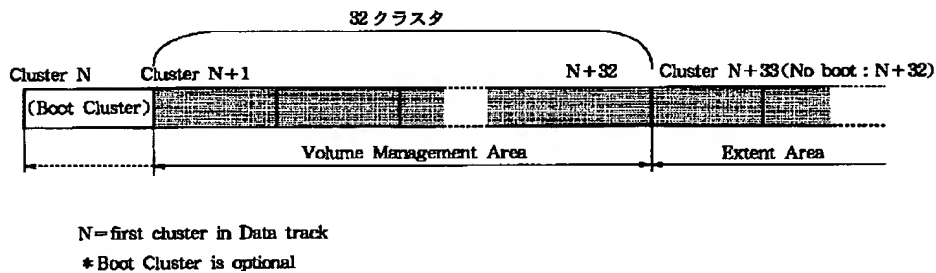 32クラスタ
Cluster N Cluster N+1 N+32 Cluster N+33(No boot : N+32)
(Boot Cluster)
Volume Management Area Extent Area
N=first cluster in Data track
*Boot Cluster is optional